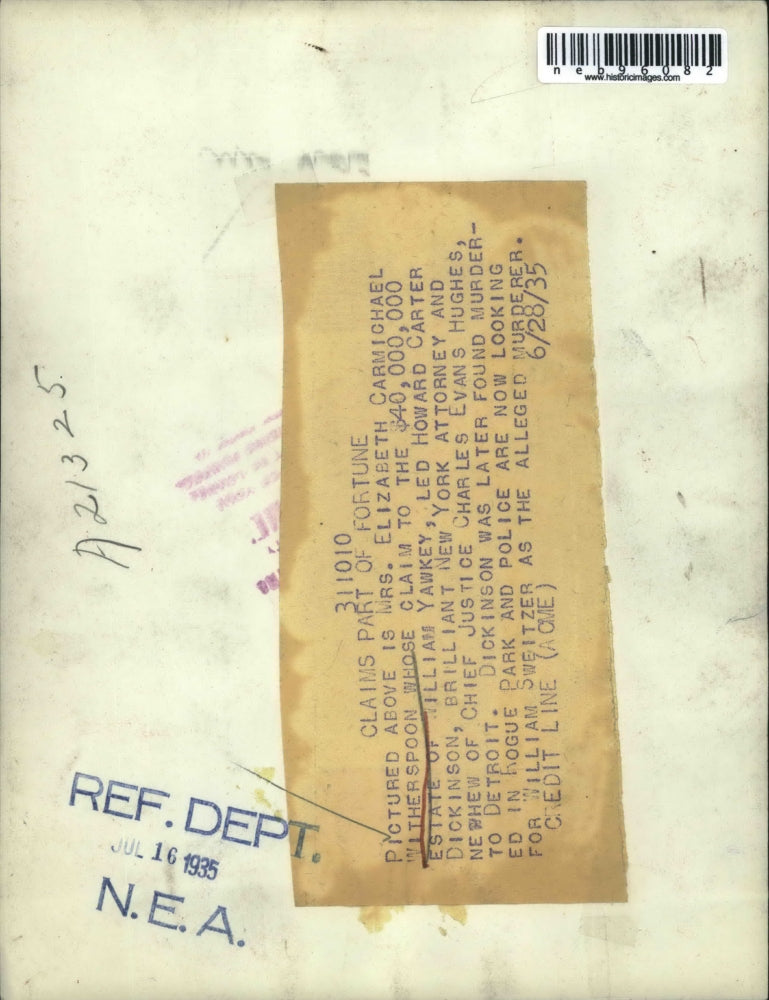 neb96082
www.historicimages.com
A21325
311010
CLAIMS PART OF FORTUNE
PICTURED ABOVE IS MRS. ELIZABETH CARMICHAEL
WITHERSPOON WHOSE CLAIM TO THE $40,000,000
ESTATE OF WILLIAM YAWKEY, LED HOWARD CARTER
DICKINSON, BRILLIANT NEW YORK ATTORNEY AND
NEWHEW OF CHIEF JUSTICE CHARLES EVANS HUGHES,
TO DETROIT. DICKINSON WAS LATER FOUND MURDER-
ED IN ROGUE PARK AND POLICE ARE NOW LOOKING
FOR WILLIAM SWEITZER AS THE ALLEGED MURDERER.
CREDIT LINE (ACME) 6/28/35
REF. DEPT.
JUL 16 1935
N.E.A.